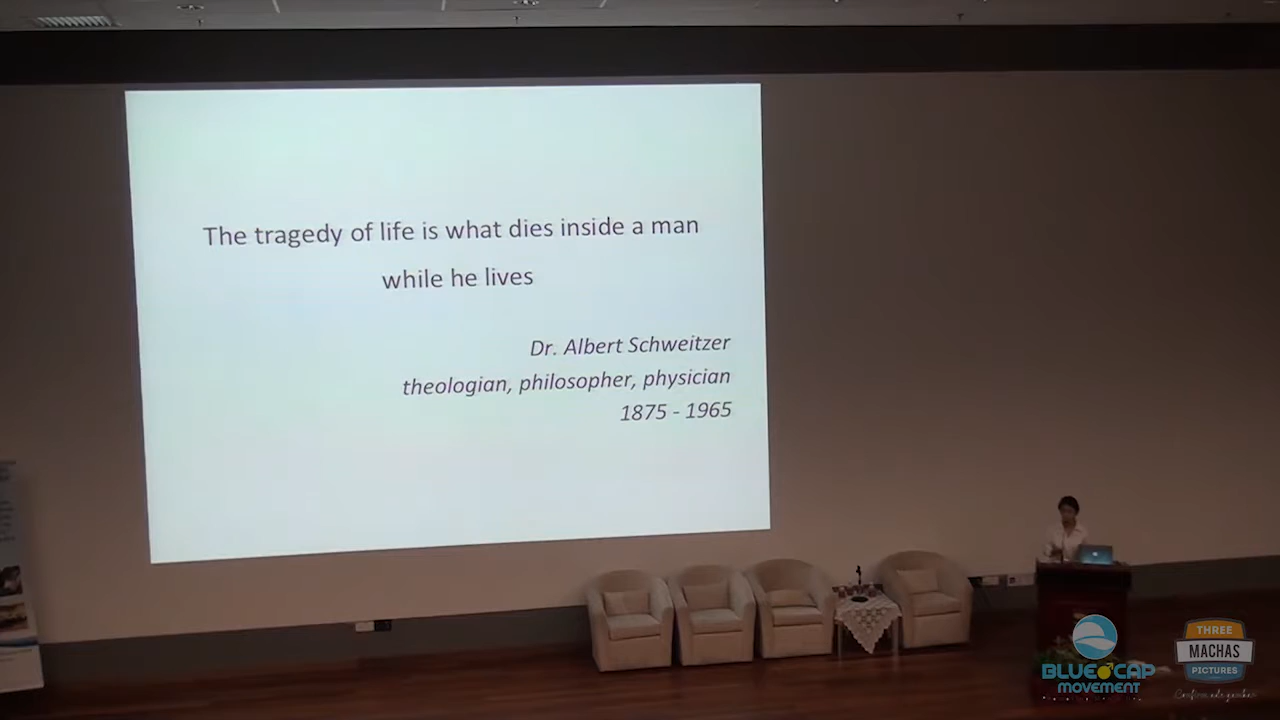 The tragedy of life is what dies inside a man
while he lives
Dr. Albert Schweitzer
theologian, philosopher, physician
1875 - 1965
BLUE CAP
MOVEMENT
THREE
MACHAS
PICTURES